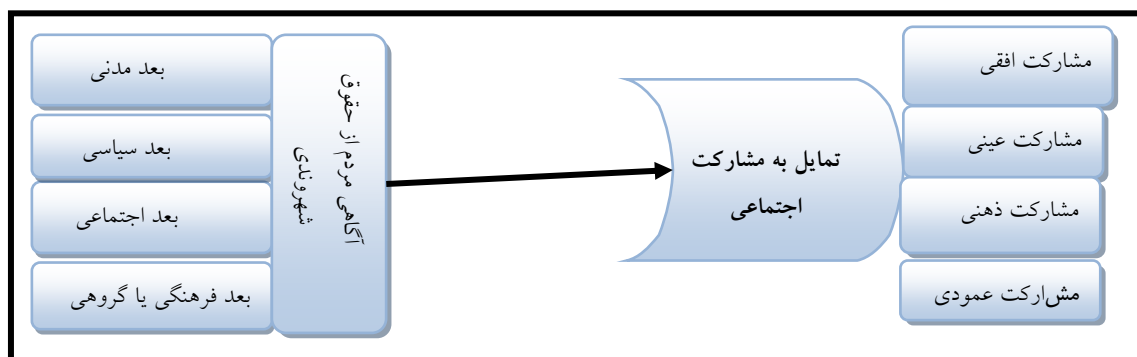 بعد مدنی
بعد سیاسی
بعد اجتماعی
بعد فرهنگی یا گروهی
آگاهی مردم از حقوق
شهروندی
تمایل به مشارکت
اجتماعی
مشارکت افقی
مشارکت عینی
مشارکت ذهنی
مشارکت عمودی